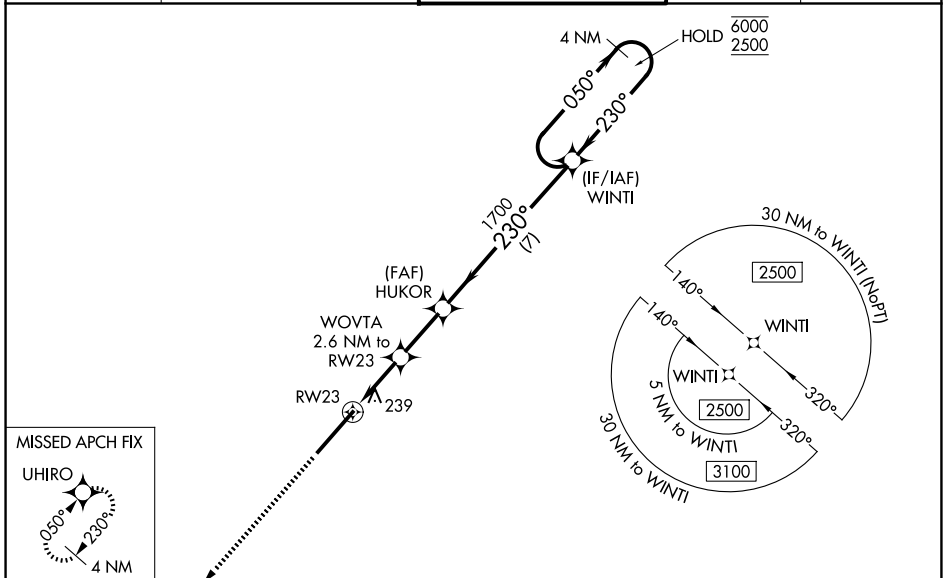 4 NM
HOLD
6000
2500
050°
230°
(IF/IAF)
WINTI
1700
230°
(7)
(FAF)
HUKOR
WOVTA
2.6 NM to
RW23
RW23
239
30 NM to WINTI (NoPT)
2500
140°
WINTI
320°
140°
WINTI
2500
5 NM to WINTI
320°
3100
30 NM to WINTI
MISSED APCH FIX
UHIRO
050°
230°
4 NM